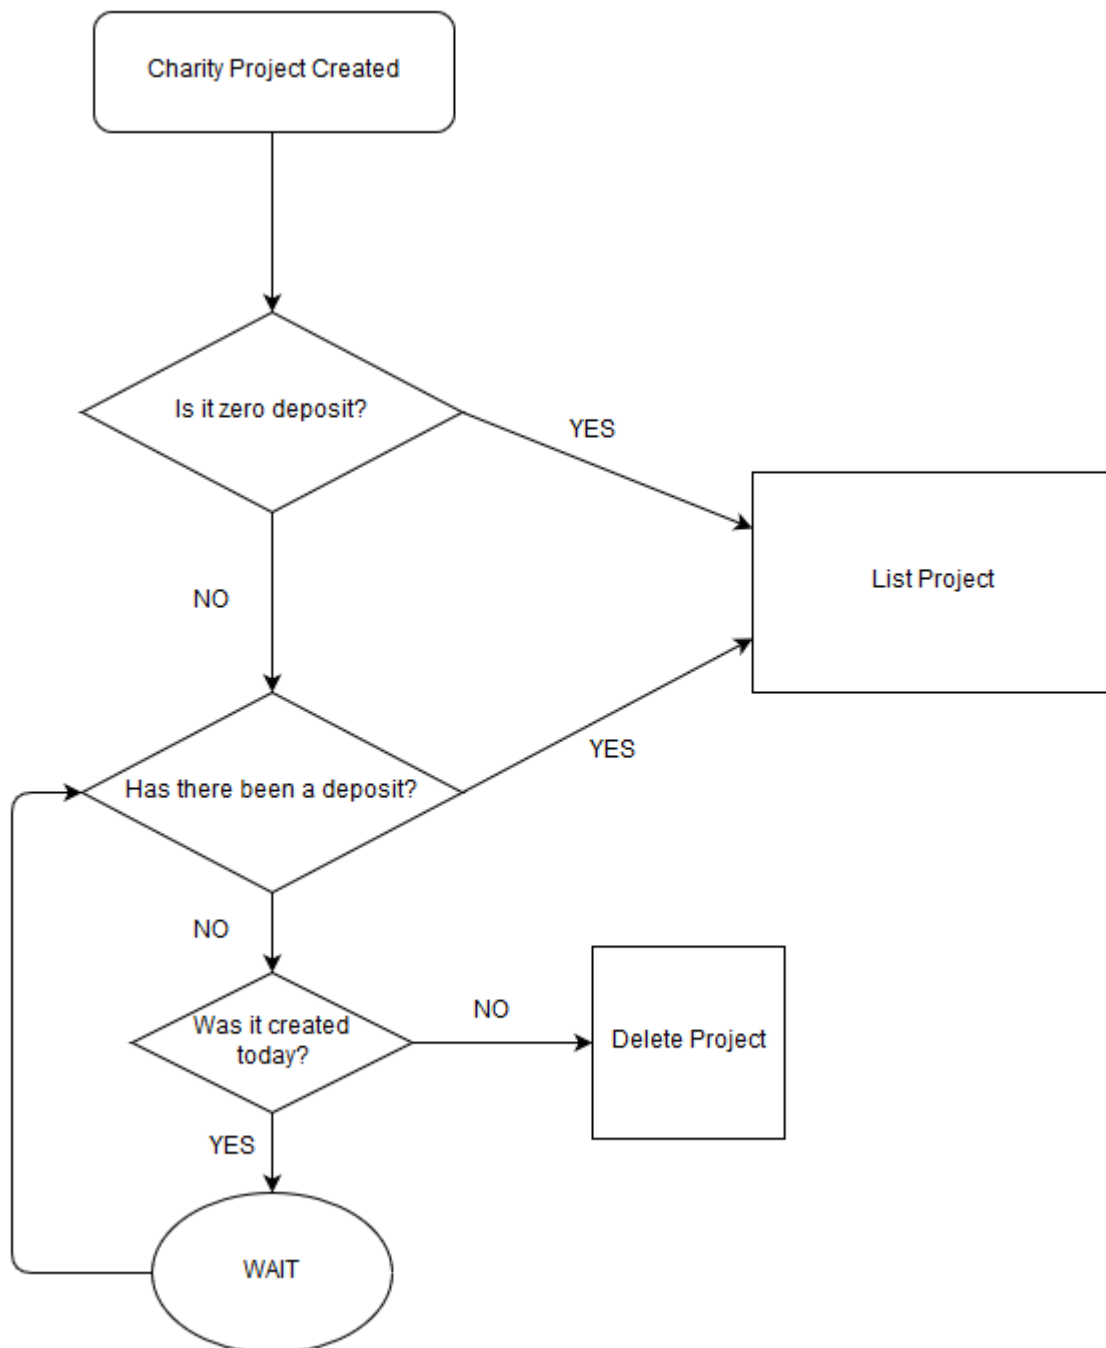 Charity Project Created
Is it zero deposit?
YES
List Project
NO
YES
Has there been a deposit?
NO
Was it created
today?
NO
Delete Project
YES
WAIT